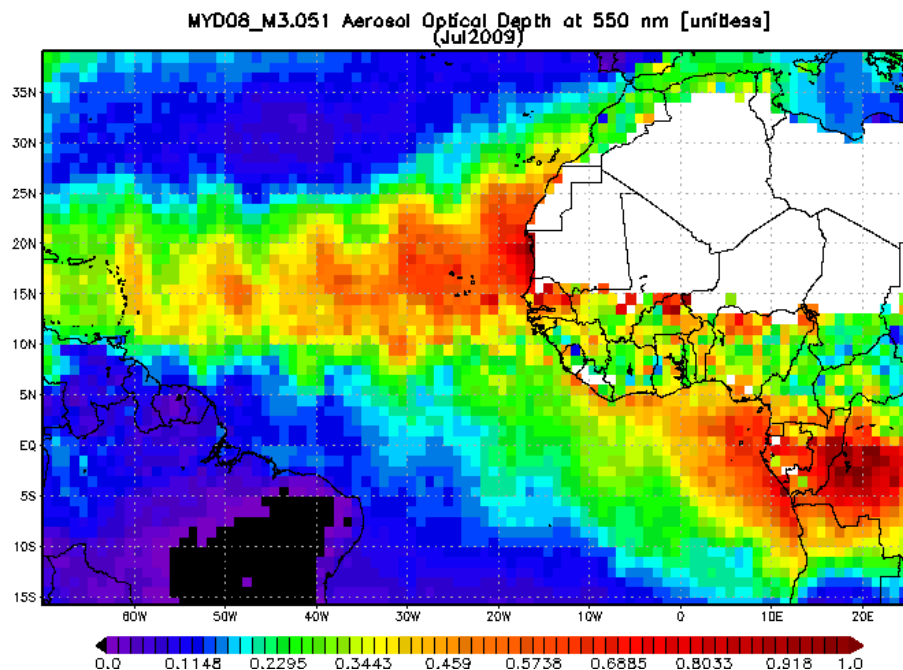 MYD08_M3.051 Aerosol Optical Depth at 550 nm [unitless]
(Jul2009)
35N
30N
25N
20N
15N
10N
5N
EQ
5S
10S
15S
60W 50W 40W 30W 20W 10W 0 10E 20E
0.0 0.1148 0.2295 0.3443 0.459 0.5738 0.6885 0.8033 0.918 1.0